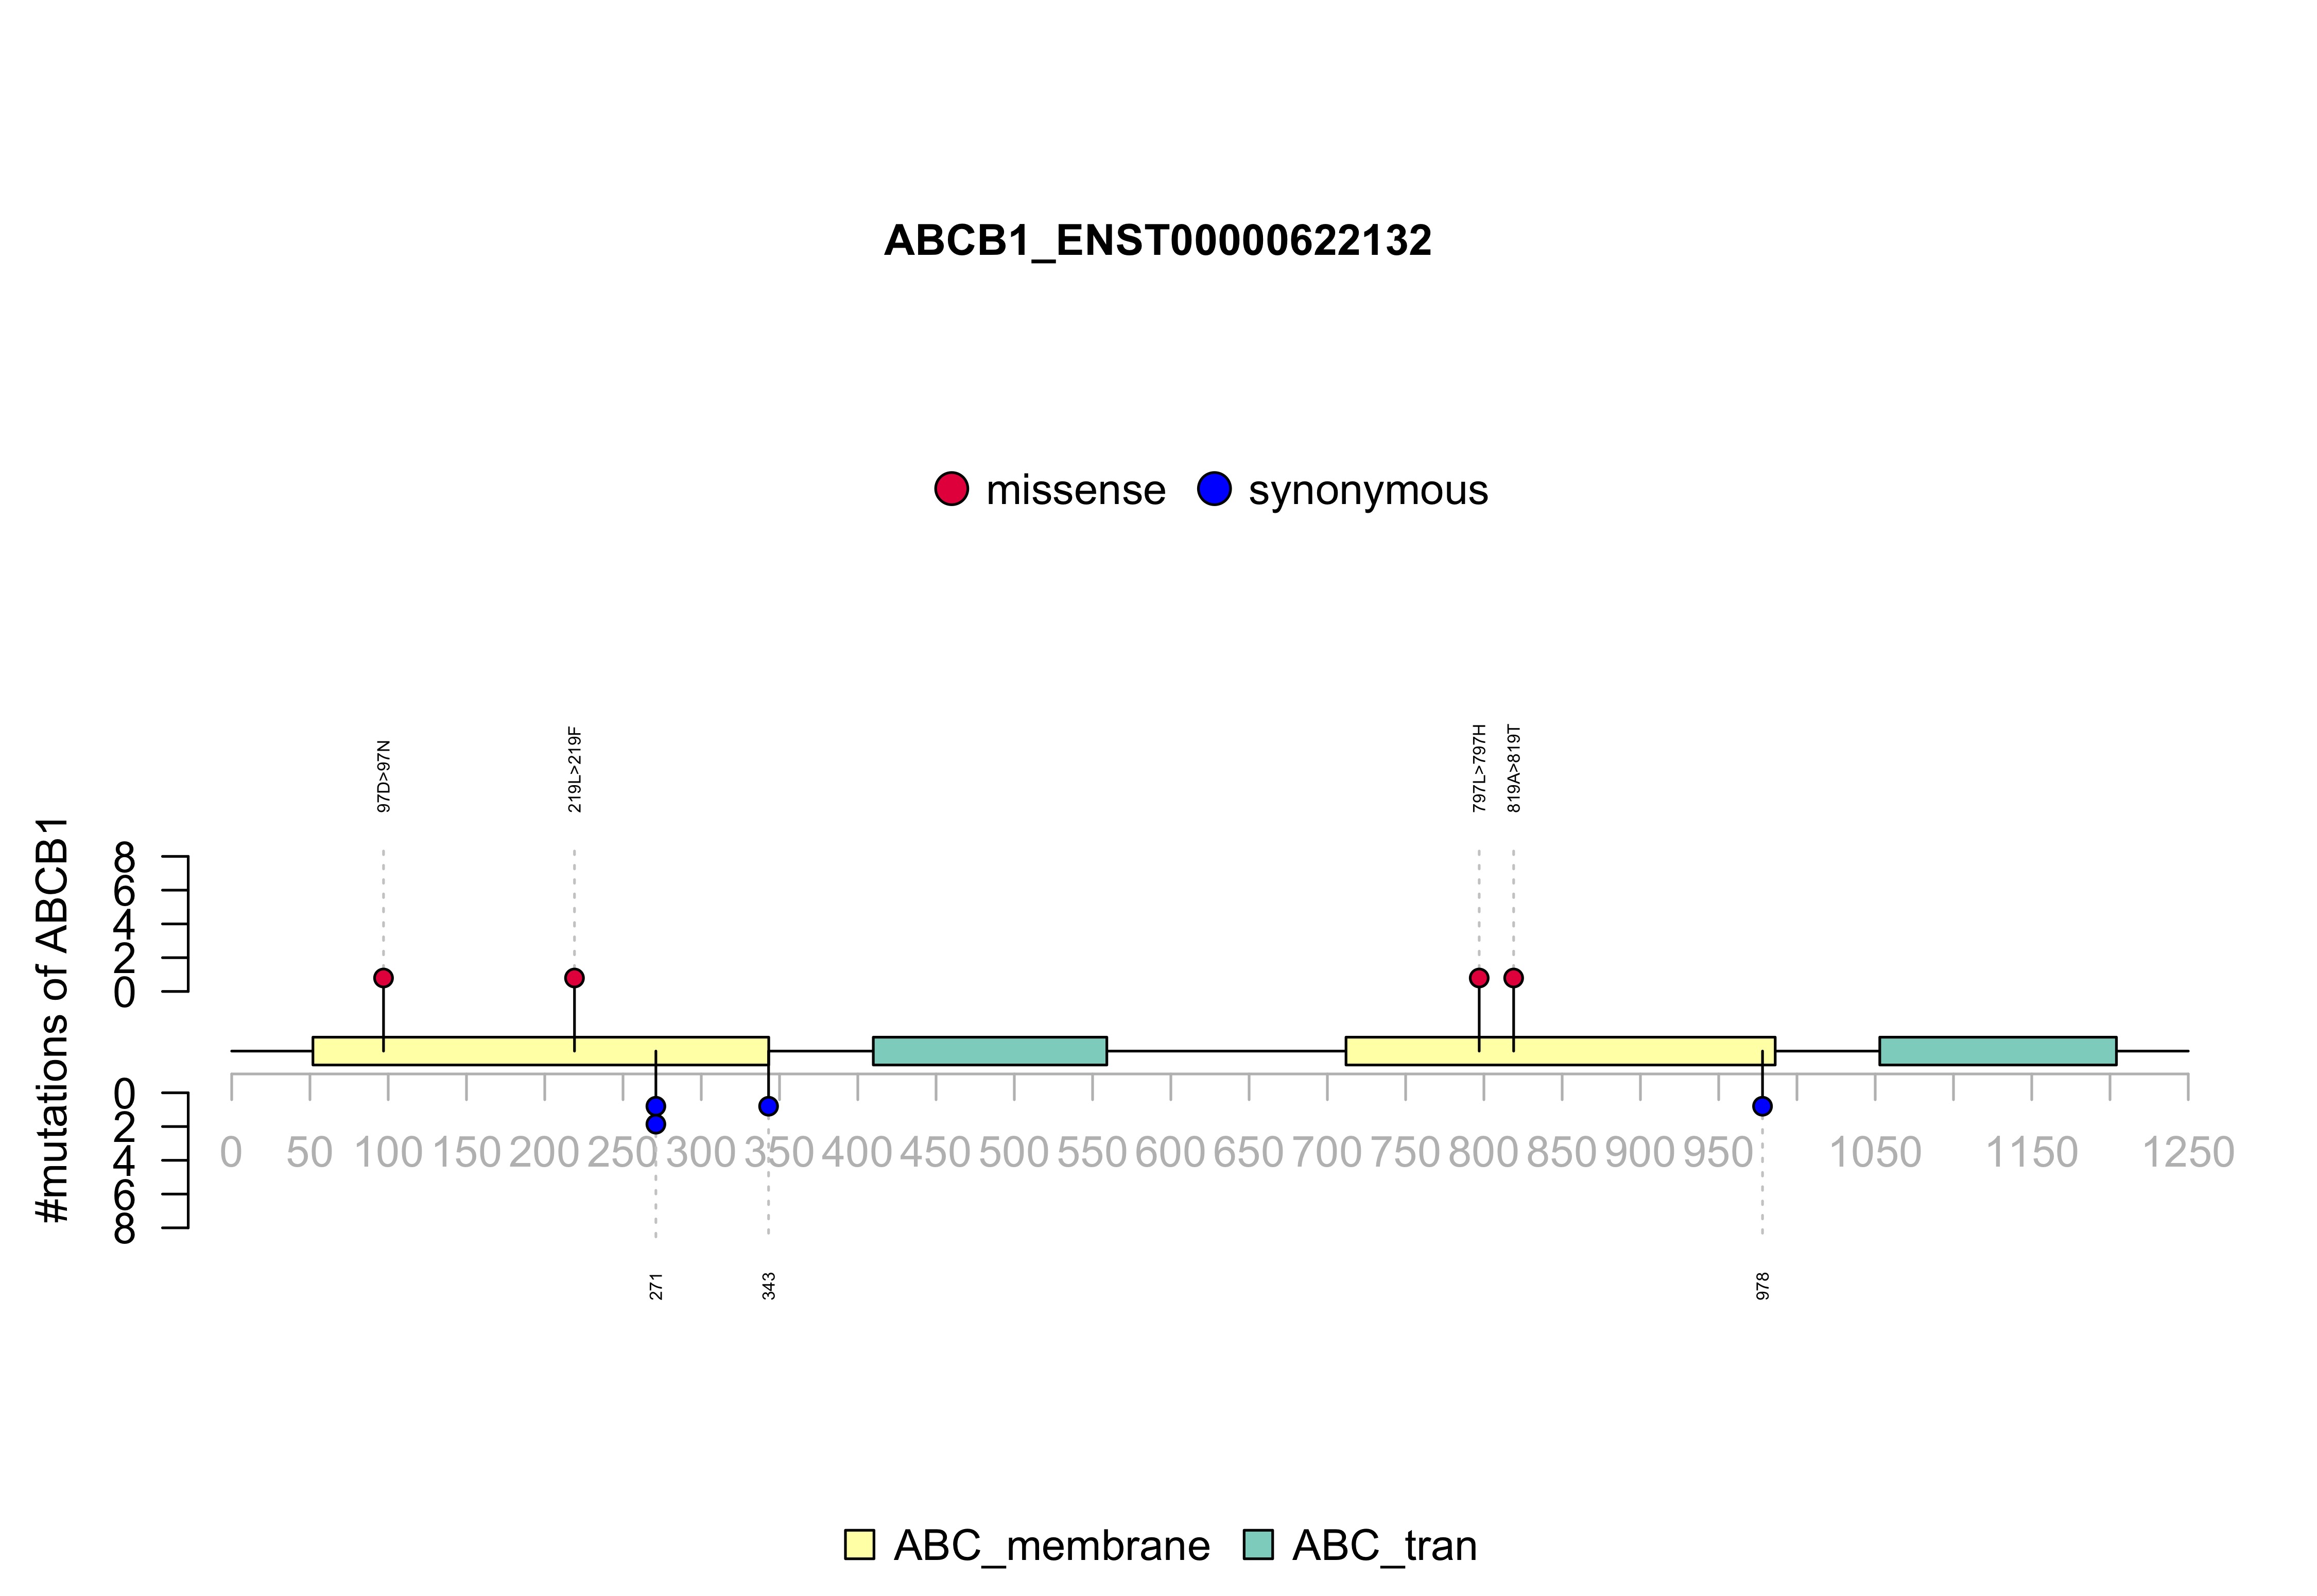 ABCB1_ENST00000622132
missense synonymous
97D>97N 219L>219F 797L>797H 819A>819T
#mutations of ABCB1
8
6
4
2
0
0
2
4
6
8
0 50 100 150 200 250 300 350 400 450 500 550 600 650 700 750 800 850 900 950 1050 1150 1250
271 343 978
ABC_membrane ABC_tran